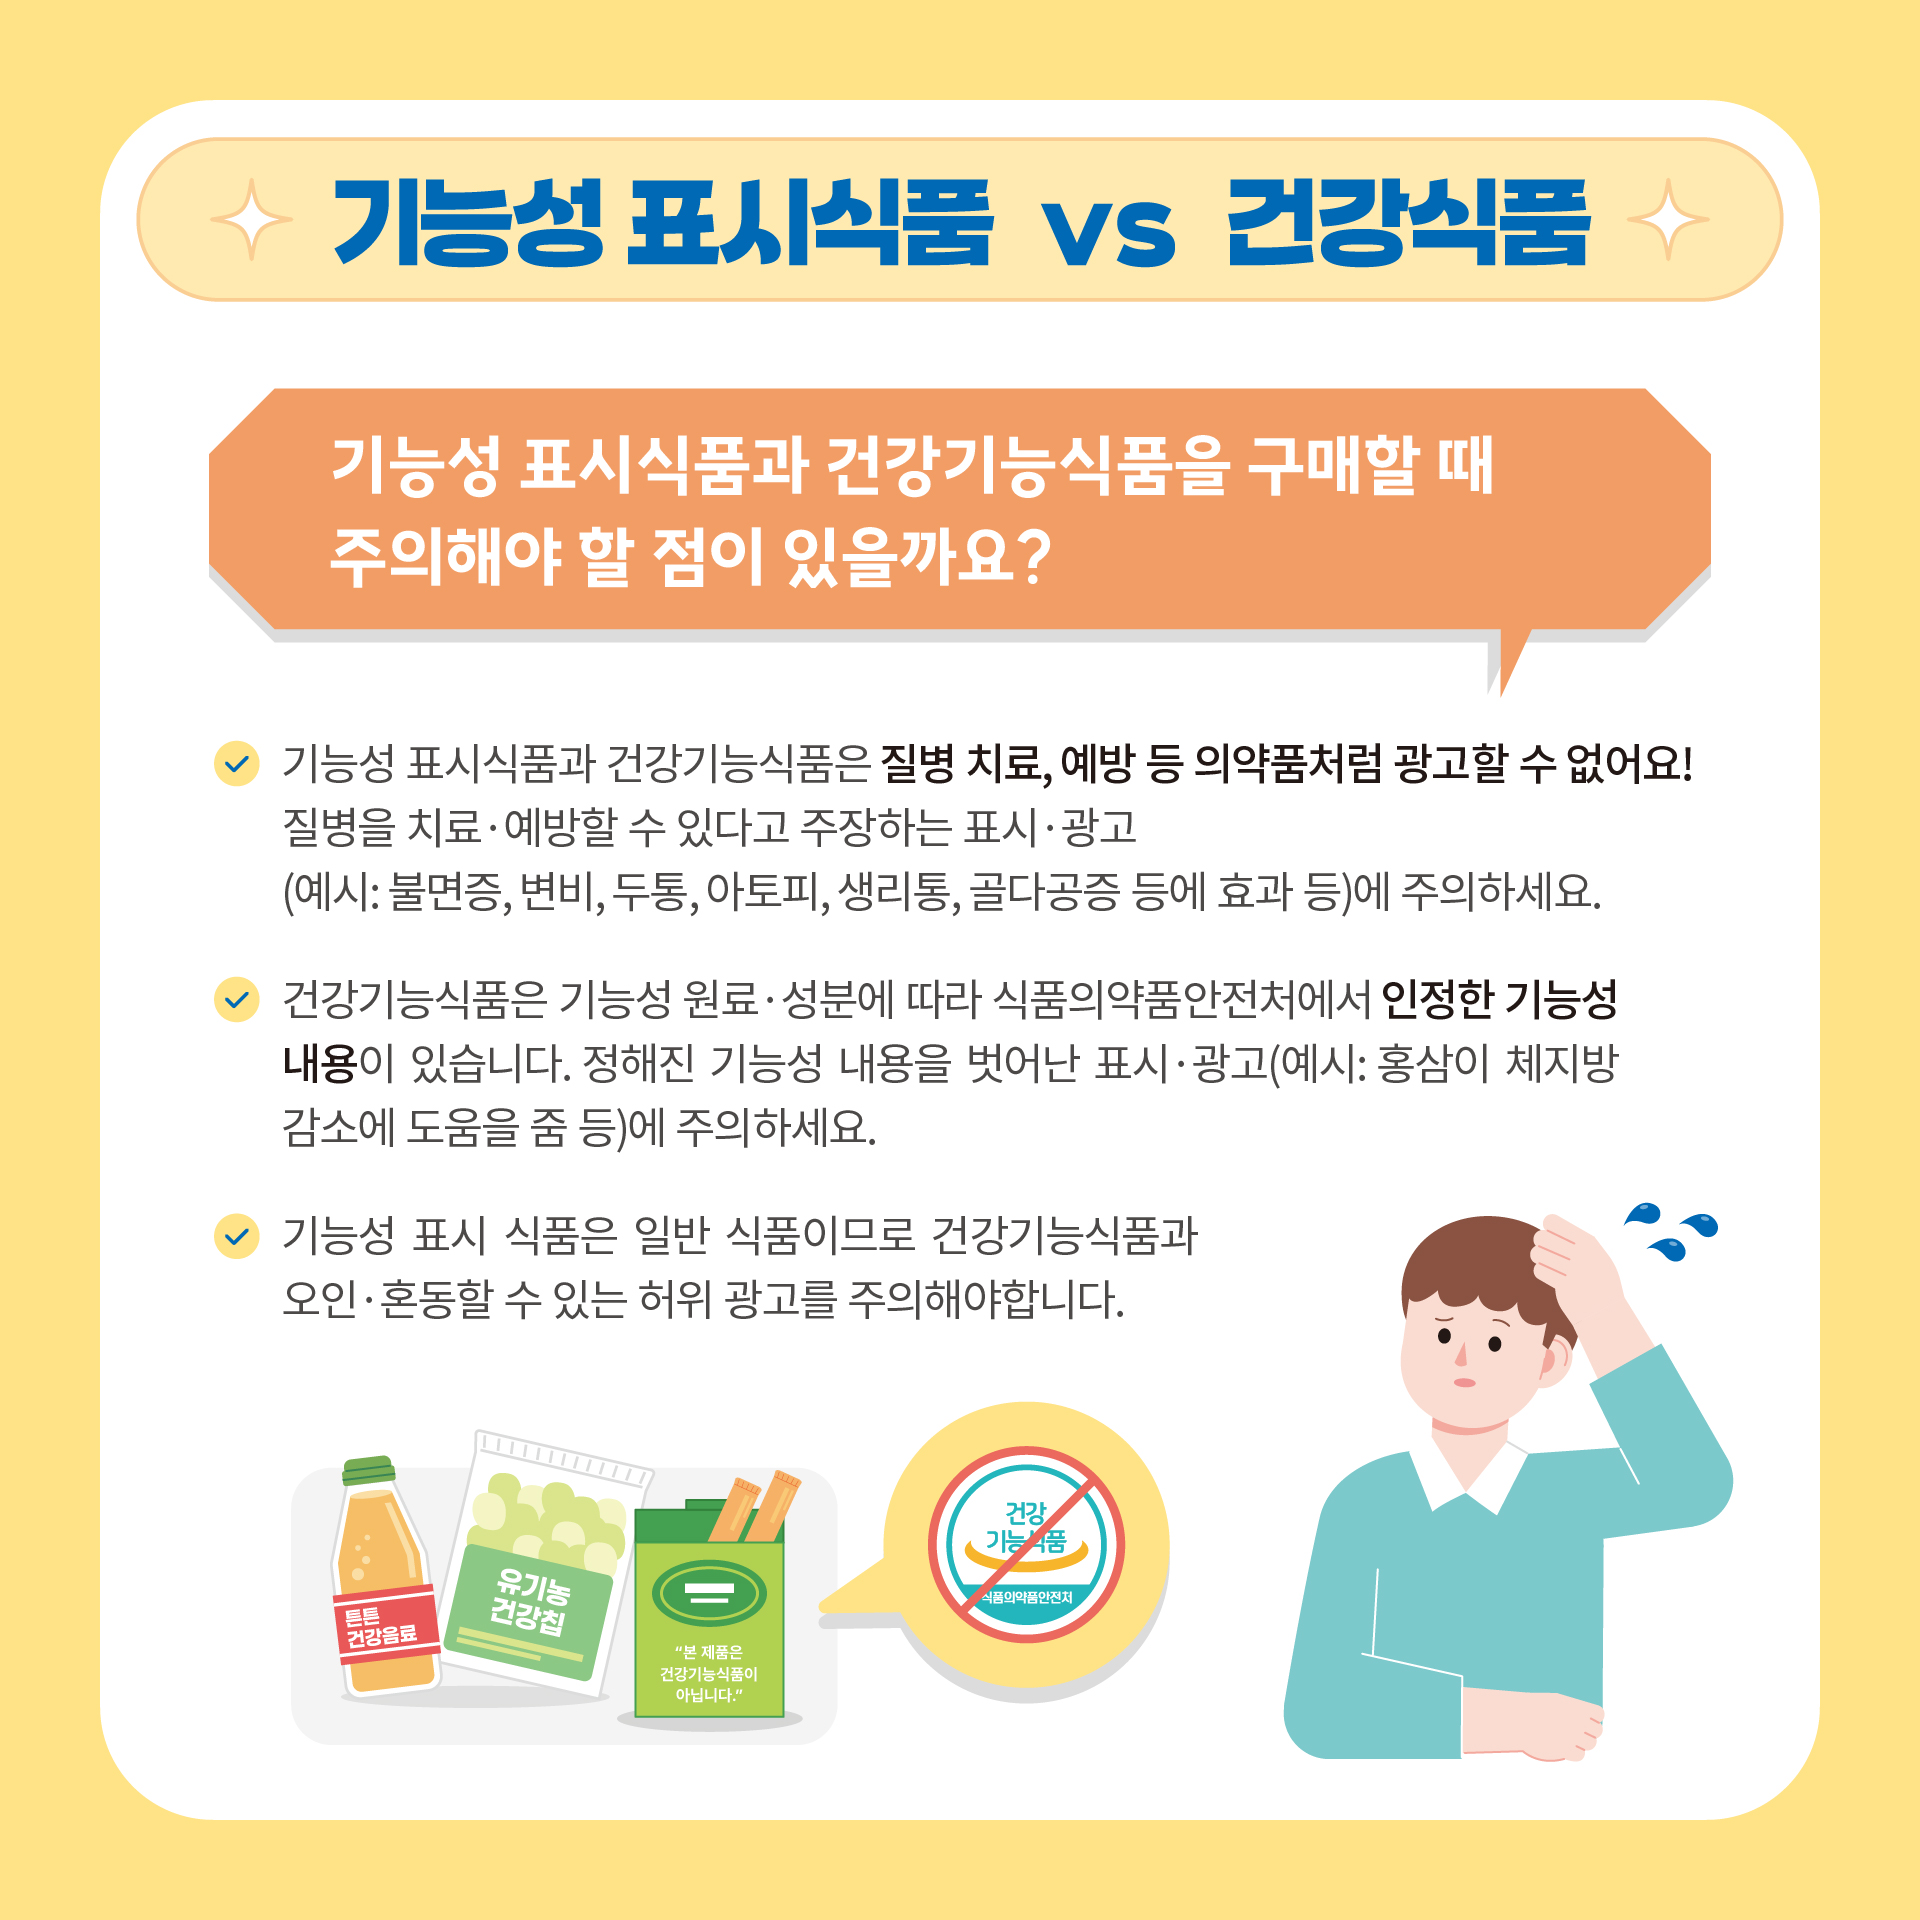 기능성 표시식품 vs 건강식품
기능성 표시식품과 건강기능식품을 구매할 때
주의해야 할 점이 있을까요?
기능성 표시식품과 건강기능식품은 질병 치료, 예방 등 의약품처럼 광고할 수 없어요!
질병을 치료·예방할 수 있다고 주장하는 표시·광고
(예시: 불면증, 변비, 두통, 아토피, 생리통, 골다공증 등에 효과 등)에 주의하세요.
건강기능식품은 기능성 원료·성분에 따라 식품의약품안전처에서 인정한 기능성
내용이 있습니다. 정해진 기능성 내용을 벗어난 표시·광고(예시: 홍삼이 체지방
감소에 도움을 줌 등)에 주의하세요.
기능성 표시 식품은 일반 식품이므로 건강기능식품과
오인·혼동할 수 있는 허위 광고를 주의해야합니다.
튼튼
건강음료
유기농
건강칩
“본 제품은
건강기능식품이
아닙니다.”
건강
기능식품
식품의약품안전처